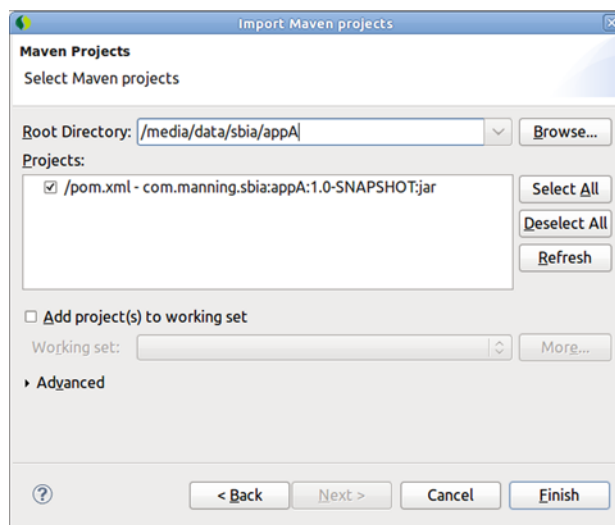 Import Maven projects
Maven Projects
Select Maven projects
Root Directory: /media/data/sbia/appA Browse...
Projects:
/pom.xml - com.manning.sbia:appA:1.0-SNAPSHOT:jar
Select All
Deselect All
Refresh
Add project(s) to working set
Working set: More...
Advanced
? < Back Next > Cancel Finish